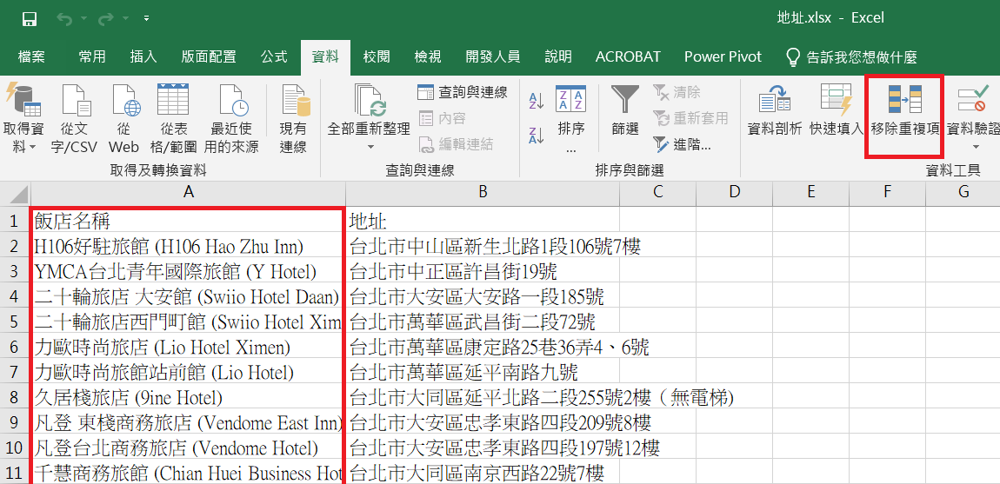 地址.xlsx - Excel
檔案 常用 插入 版面配置 公式 資料 校閱 檢視 開發人員 說明 ACROBAT Power Pivot 告訴我您想做什麼
取得資料 從文字/CSV 從 Web 從表格/範圍 最近使用的來源 現有連線
取得及轉換資料
全部重新整理 查詢與連線 內容 編輯連結
查詢與連線
排序... 篩選 清除 重新套用 進階...
排序與篩選
資料剖析 快速填入 移除重複項 資料驗證
資料工具
A B C D E F G
1 飯店名稱 地址
2 H106好駐旅館 (H106 Hao Zhu Inn) 台北市中山區新生北路1段106號7樓
3 YMCA台北青年國際旅館 (Y Hotel) 台北市中正區許昌街19號
4 二十輪旅店 大安館 (Swiio Hotel Daan) 台北市大安區大安路一段185號
5 二十輪旅店西門町館 (Swiio Hotel Xim 台北市萬華區武昌街二段72號
6 力歐時尚旅店 (Lio Hotel Ximen) 台北市萬華區康定路25巷36弄4、6號
7 力歐時尚旅館站前館 (Lio Hotel) 台北市萬華區延平南路九號
8 久居棧旅店 (9ine Hotel) 台北市大同區延平北路二段255號2樓（無電梯)
9 凡登 東棧商務旅店 (Vendome East Inn) 台北市大安區忠孝東路四段209號8樓
10 凡登台北商務旅店 (Vendome Hotel) 台北市大安區忠孝東路四段197號12樓
11 千慧商務旅館 (Chian Huei Business Hot 台北市大同區南京西路22號7樓